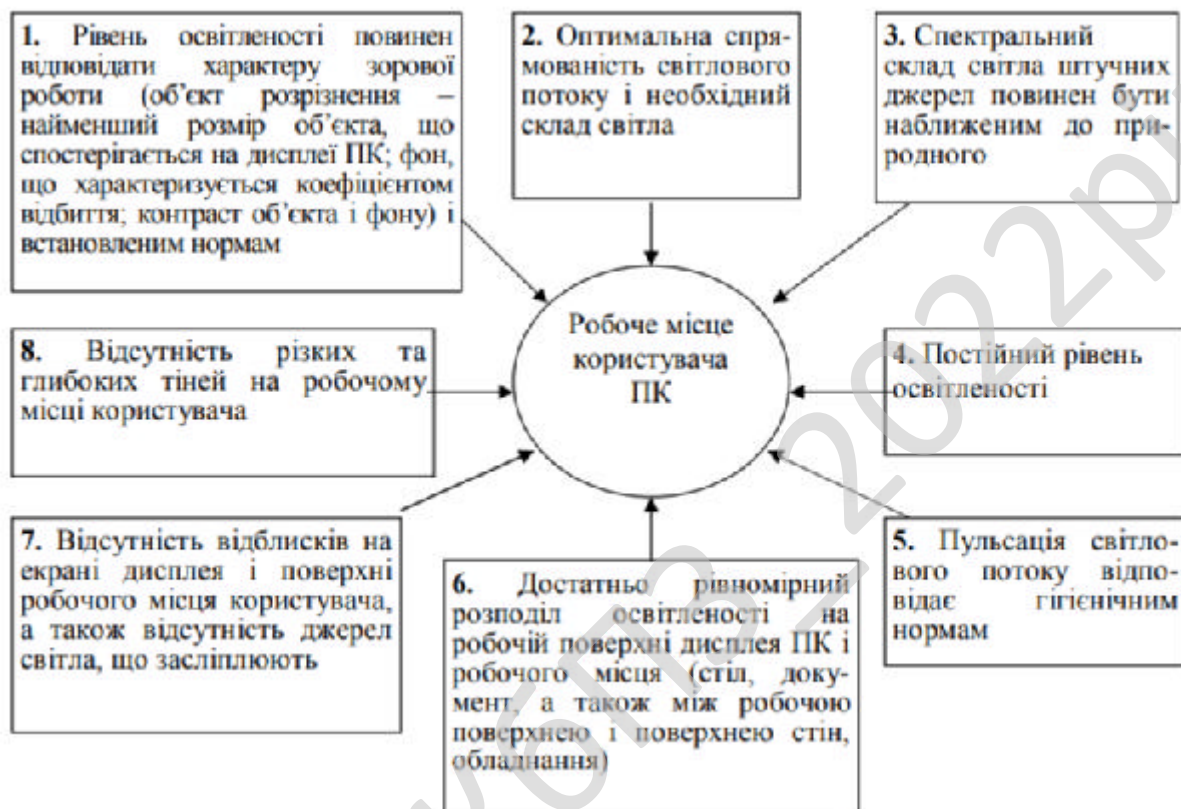 1. Рівень освітленості повинен
відповідати характеру зорової
роботи (об’єкт розрізнення –
найменший розмір об’єкта, що
спостерігається на дисплеї ПК; фон,
що характеризується коефіцієнтом
відбиття; контраст об’єкта і фону) і
встановленим нормам
2. Оптимальна спря-
мованість світлового
потоку і необхідний
склад світла
3. Спектральний
склад світла штучних
джерел повинен бути
наближеним до при-
родного
Робоче місце
користувача
ПК
4. Постійний рівень
освітленості
5. Пульсація світло-
вого потоку відпо-
відає гігієнічним
нормам
6. Достатньо рівномірний
розподіл освітленості на
робочій поверхні дисплея ПК і
робочого місця (стіл, доку-
мент, а також між робочою
поверхнею і поверхнею стін,
обладнання)
7. Відсутність відблисків на
екрані дисплея і поверхні
робочого місця користувача,
а також відсутність джерел
світла, що засліплюють
8. Відсутність різких та
глибоких тіней на робочому
місці користувача